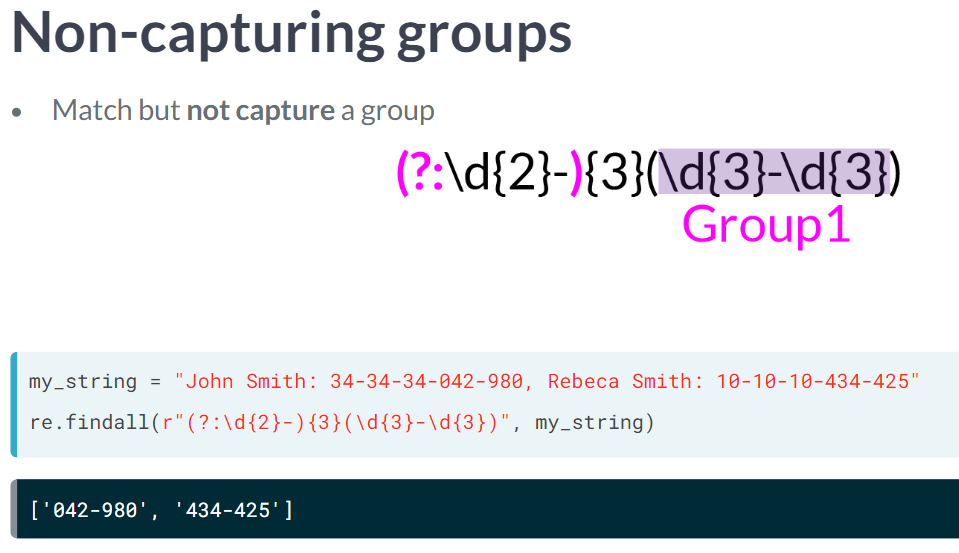 Non-capturing groups
• Match but not capture a group
(?:\d{2}-){3}(\d{3}-\d{3})
Group1
my_string = "John Smith: 34-34-34-042-980, Rebeca Smith: 10-10-10-434-425"
re.findall(r"(?:\d{2}-){3}(\d{3}-\d{3})", my_string)
['042-980', '434-425']